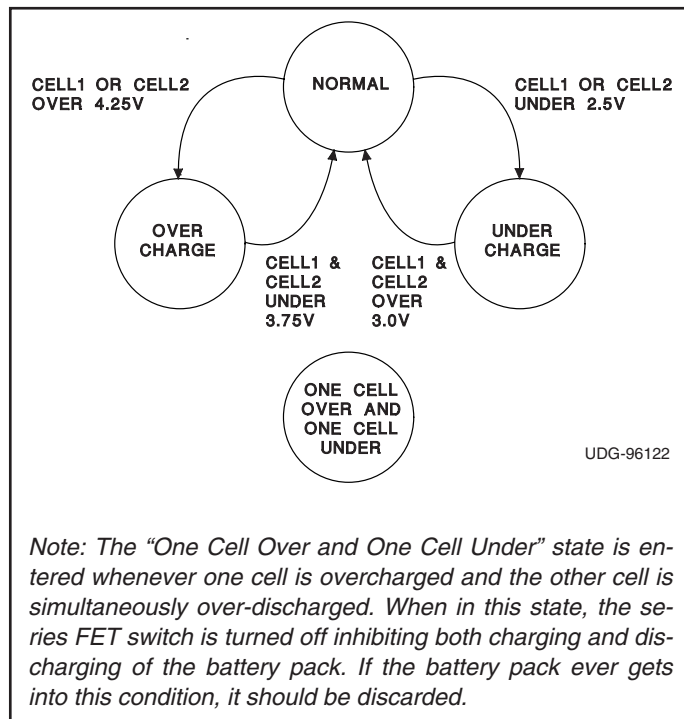 NORMAL
CELL1 OR CELL2
OVER 4.25V
CELL1 OR CELL2
UNDER 2.5V
OVER
CHARGE
UNDER
CHARGE
CELL1 &
CELL2
UNDER
3.75V
CELL1 &
CELL2
OVER
3.0V
ONE CELL
OVER AND
ONE CELL
UNDER
UDG-96122
Note: The “One Cell Over and One Cell Under” state is en-
tered whenever one cell is overcharged and the other cell is
simultaneously over-discharged. When in this state, the se-
ries FET switch is turned off inhibiting both charging and dis-
charging of the battery pack. If the battery pack ever gets
into this condition, it should be discarded.